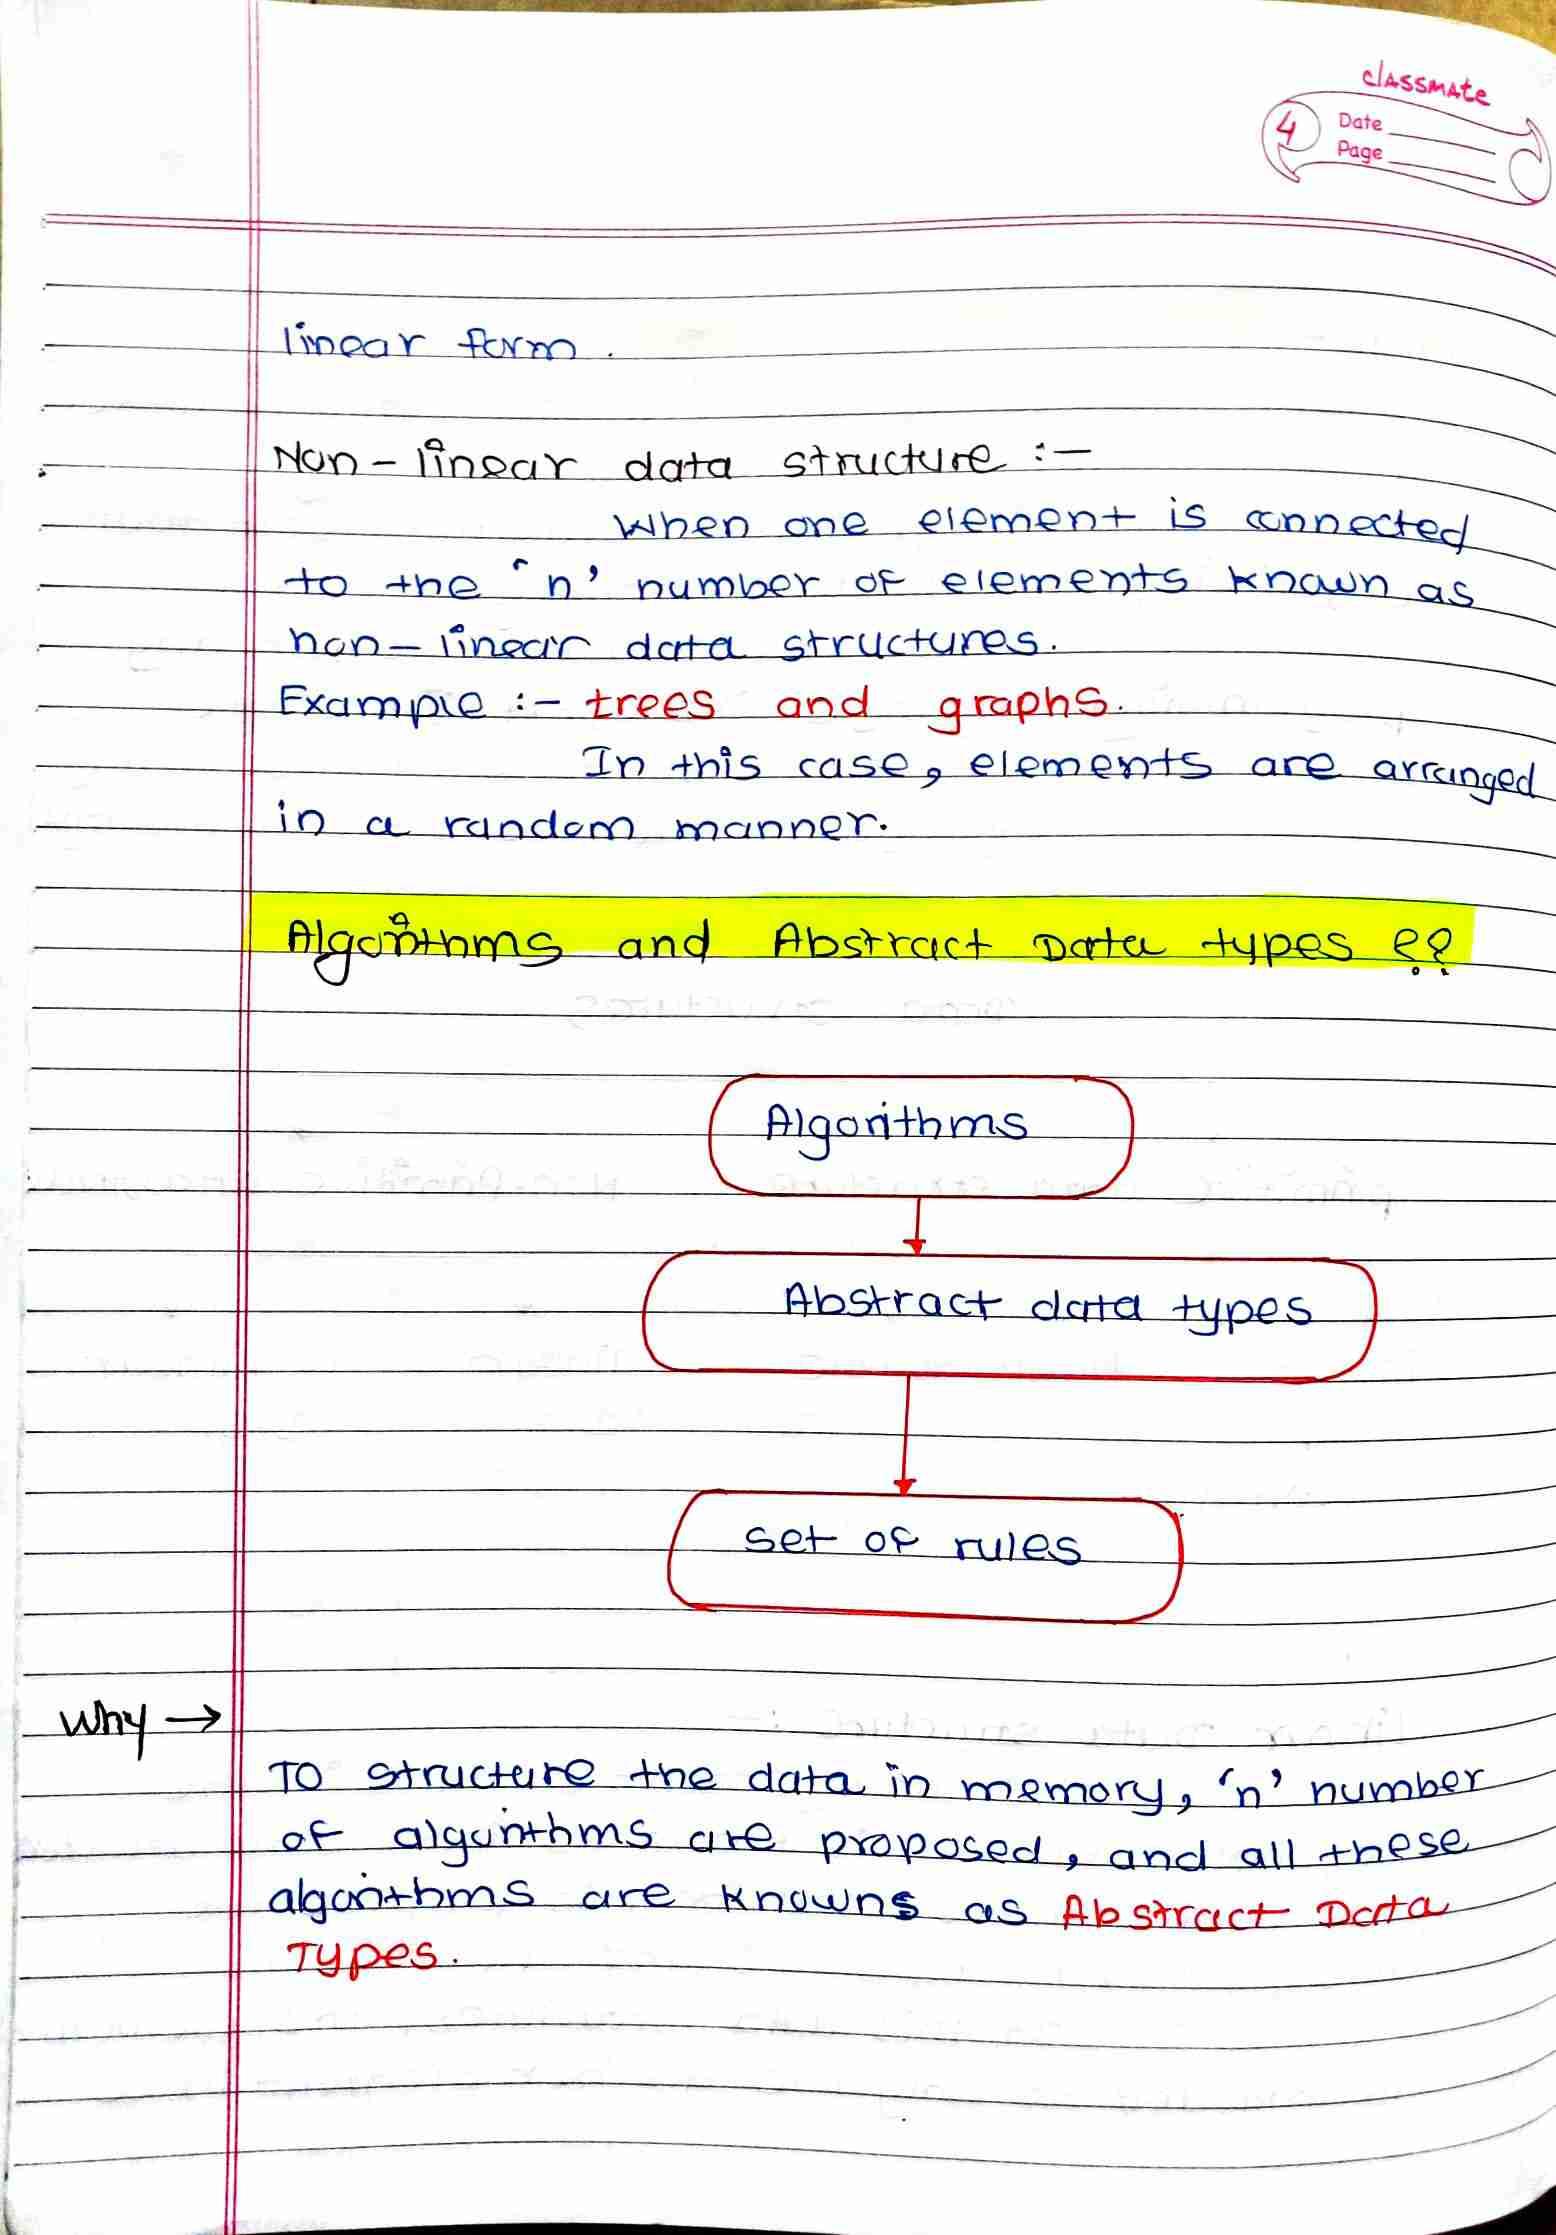 classmate
4
Date
Page
linear form.
Non-linear data structure :-
When one element is connected
to the 'n' number of elements known as
non-linear data structures.
Example :- trees and graphs.
In this case, elements are arranged
in a random manner.
Algorithms and Abstract Data types ??
Algorithms
Abstract data types
set of rules
Why →
To structure the data in memory, 'n' number
of algorithms are proposed, and all these
algorithms are knowns as Abstract Data
Types.